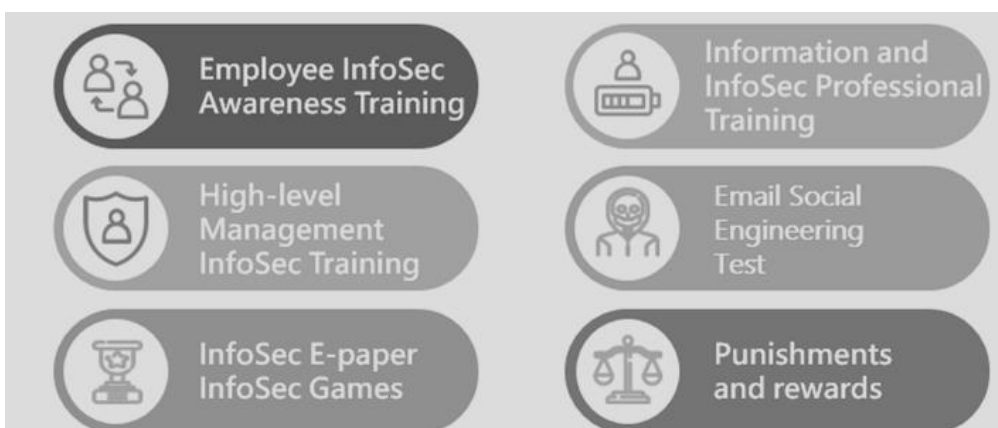 Employee InfoSec
Awareness Training
Information and
InfoSec Professional
Training
High-level
Management
InfoSec Training
Email Social
Engineering
Test
InfoSec E-paper
InfoSec Games
Punishments
and rewards